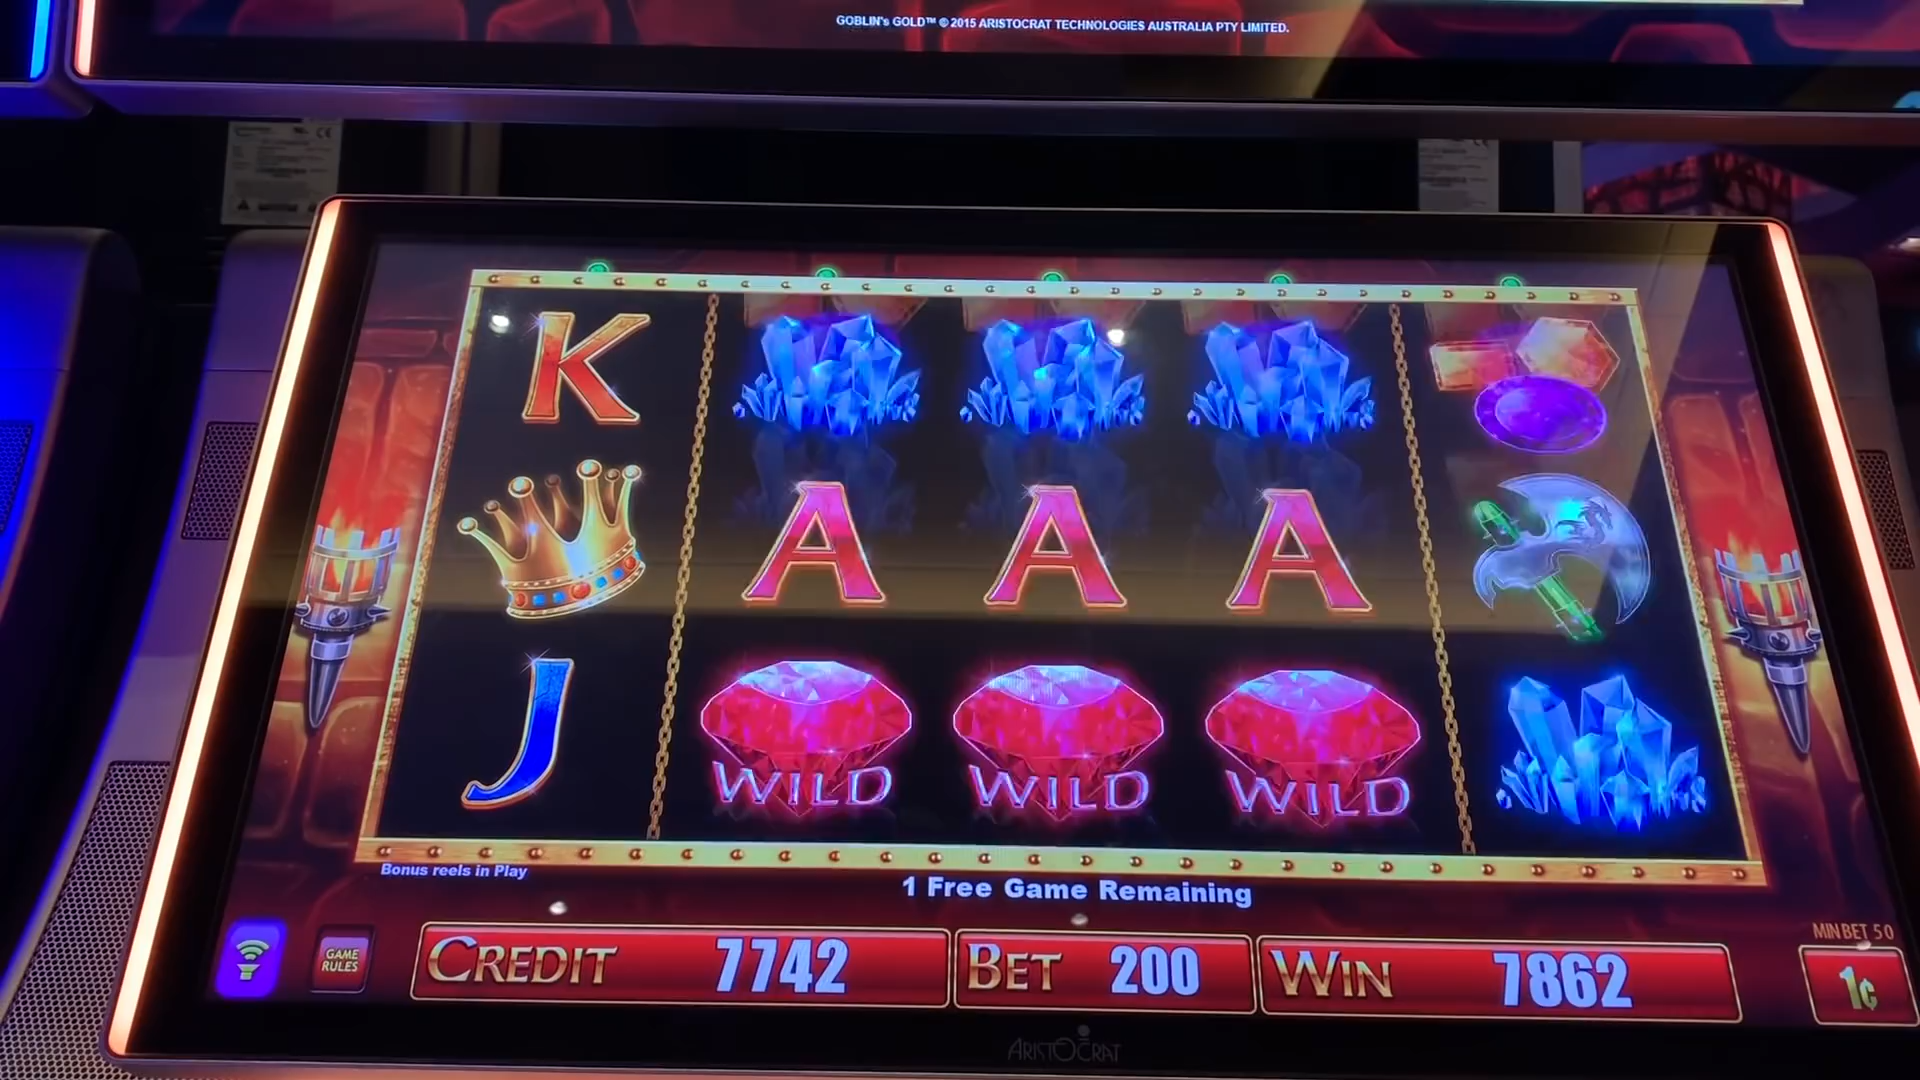 GOBLIN's GOLD™ © 2015 ARISTOCRAT TECHNOLOGIES AUSTRALIA PTY LIMITED.
K
A A A
J
WILD WILD WILD
Bonus reels in Play
1 Free Game Remaining
MIN BET 50
GAME RULES
CREDIT 7742
BET 200
WIN 7862
1¢
ARISTOCRAT